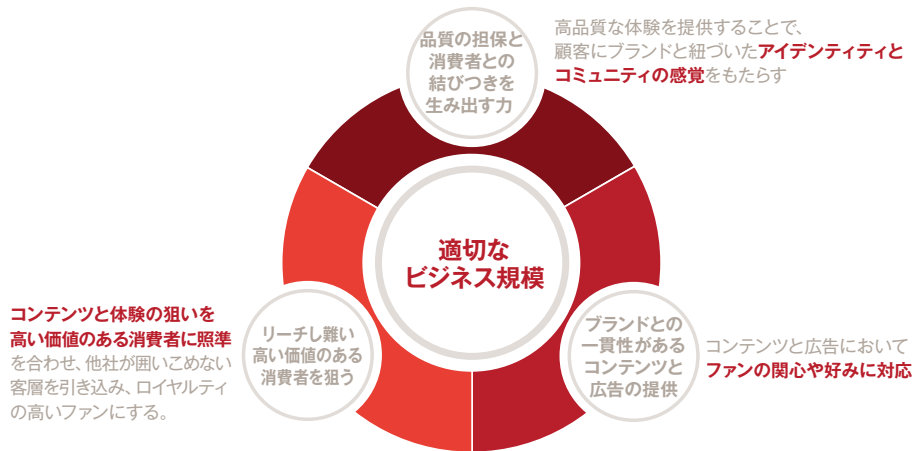 品質の担保と
消費者との
結びつきを
生み出す力
高品質な体験を提供することで、
顧客にブランドと紐づいたアイデンティティと
コミュニティの感覚をもたらす
適切な
ビジネス規模
コンテンツと体験の狙いを
高い価値のある消費者に照準
を合わせ、他社が囲いこめない
客層を引き込み、ロイヤルティ
の高いファンにする。
リーチし難い
高い価値のある
消費者を狙う
ブランドとの
一貫性がある
コンテンツと
広告の提供
コンテンツと広告において
ファンの関心や好みに対応